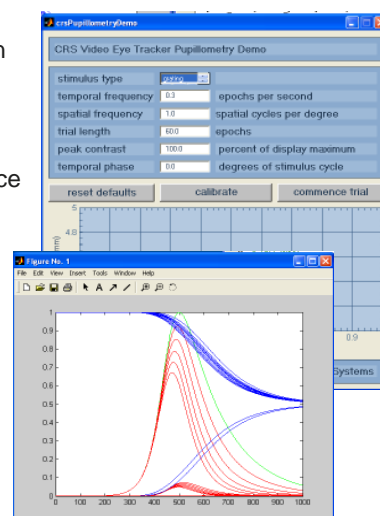 n
ce
crsPupillometryDemo
CRS Video Eye Tracker Pupillometry Demo
stimulus type grating
temporal frequency 0.3 epochs per second
spatial frequency 1.0 spatial cycles per degree
trial length 60.0 epochs
peak contrast 100.0 percent of display maximum
temporal phase 0.0 degrees of stimulus cycle
reset defaults calibrate commence trial
5
4.8
mm)
0.9
Systems
Figure No. 1
File Edit View Insert Tools Window Help
A
1
0.9
0.8
0.7
0.6
0.5
0.4
0.3
0.2
0.1
0
0 100 200 300 400 500 600 700 800 900 1000